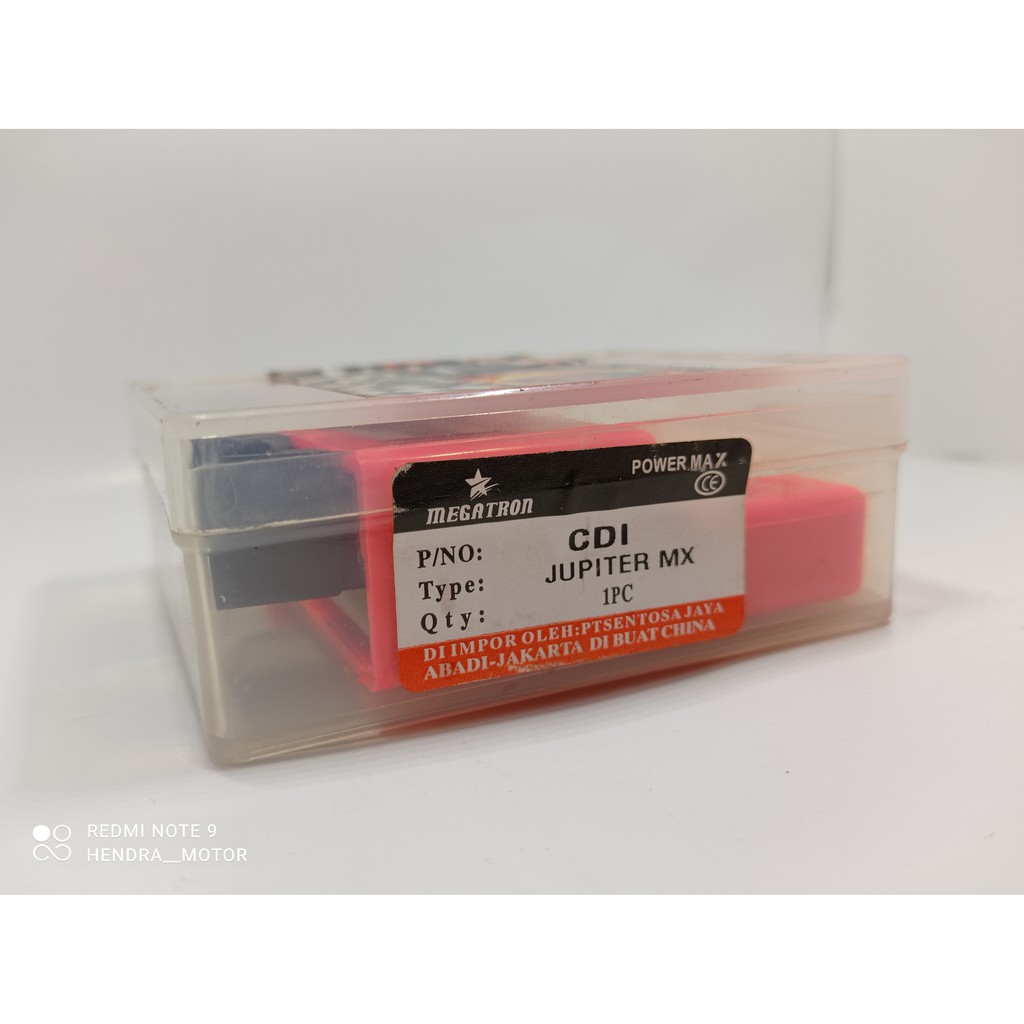 MEGATRON
POWER MAX
CE
P/NO: CDI
Type: JUPITER MX
Qty: 1PC
DI IMPOR OLEH:PTSENTOSA JAYA
ABADI-JAKARTA DI BUAT CHINA
REDMI NOTE 9
HENDRA__MOTOR